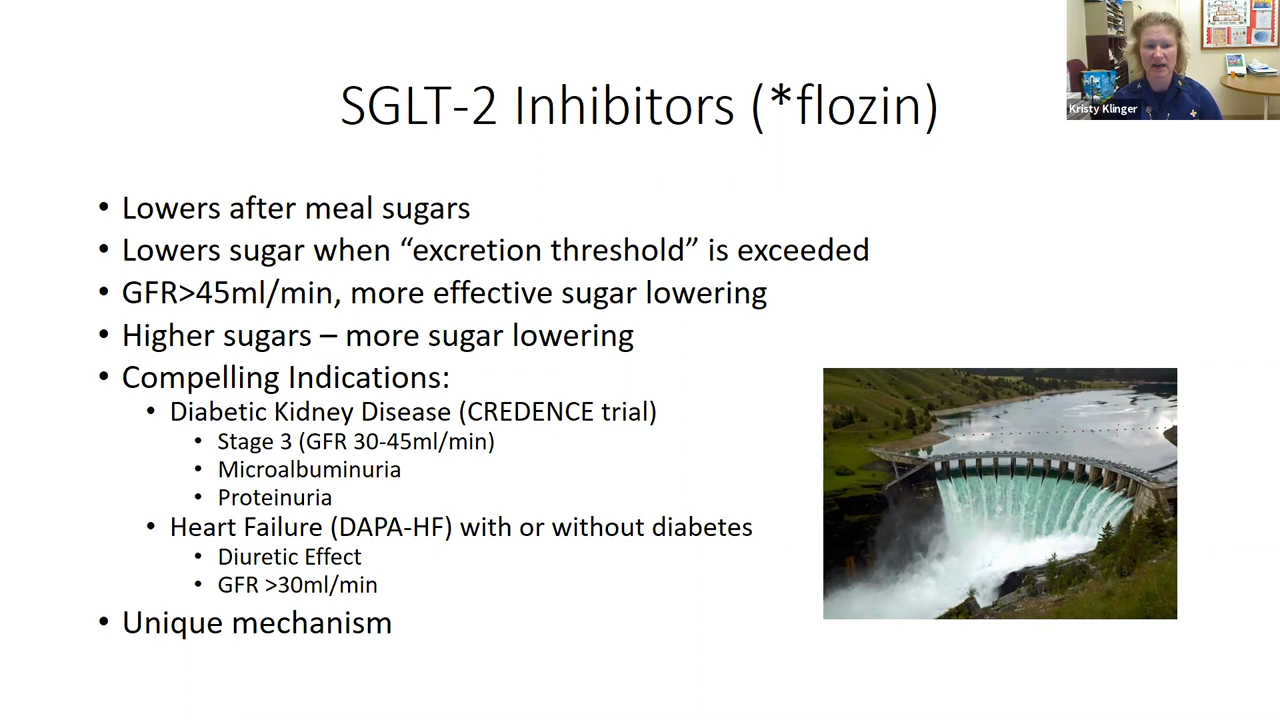 SGLT-2 Inhibitors (*flozin)
Kristy Klinger
• Lowers after meal sugars
• Lowers sugar when “excretion threshold” is exceeded
• GFR>45ml/min, more effective sugar lowering
• Higher sugars – more sugar lowering
• Compelling Indications:
• Diabetic Kidney Disease (CREDENCE trial)
• Stage 3 (GFR 30-45ml/min)
• Microalbuminuria
• Proteinuria
• Heart Failure (DAPA-HF) with or without diabetes
• Diuretic Effect
• GFR >30ml/min
• Unique mechanism